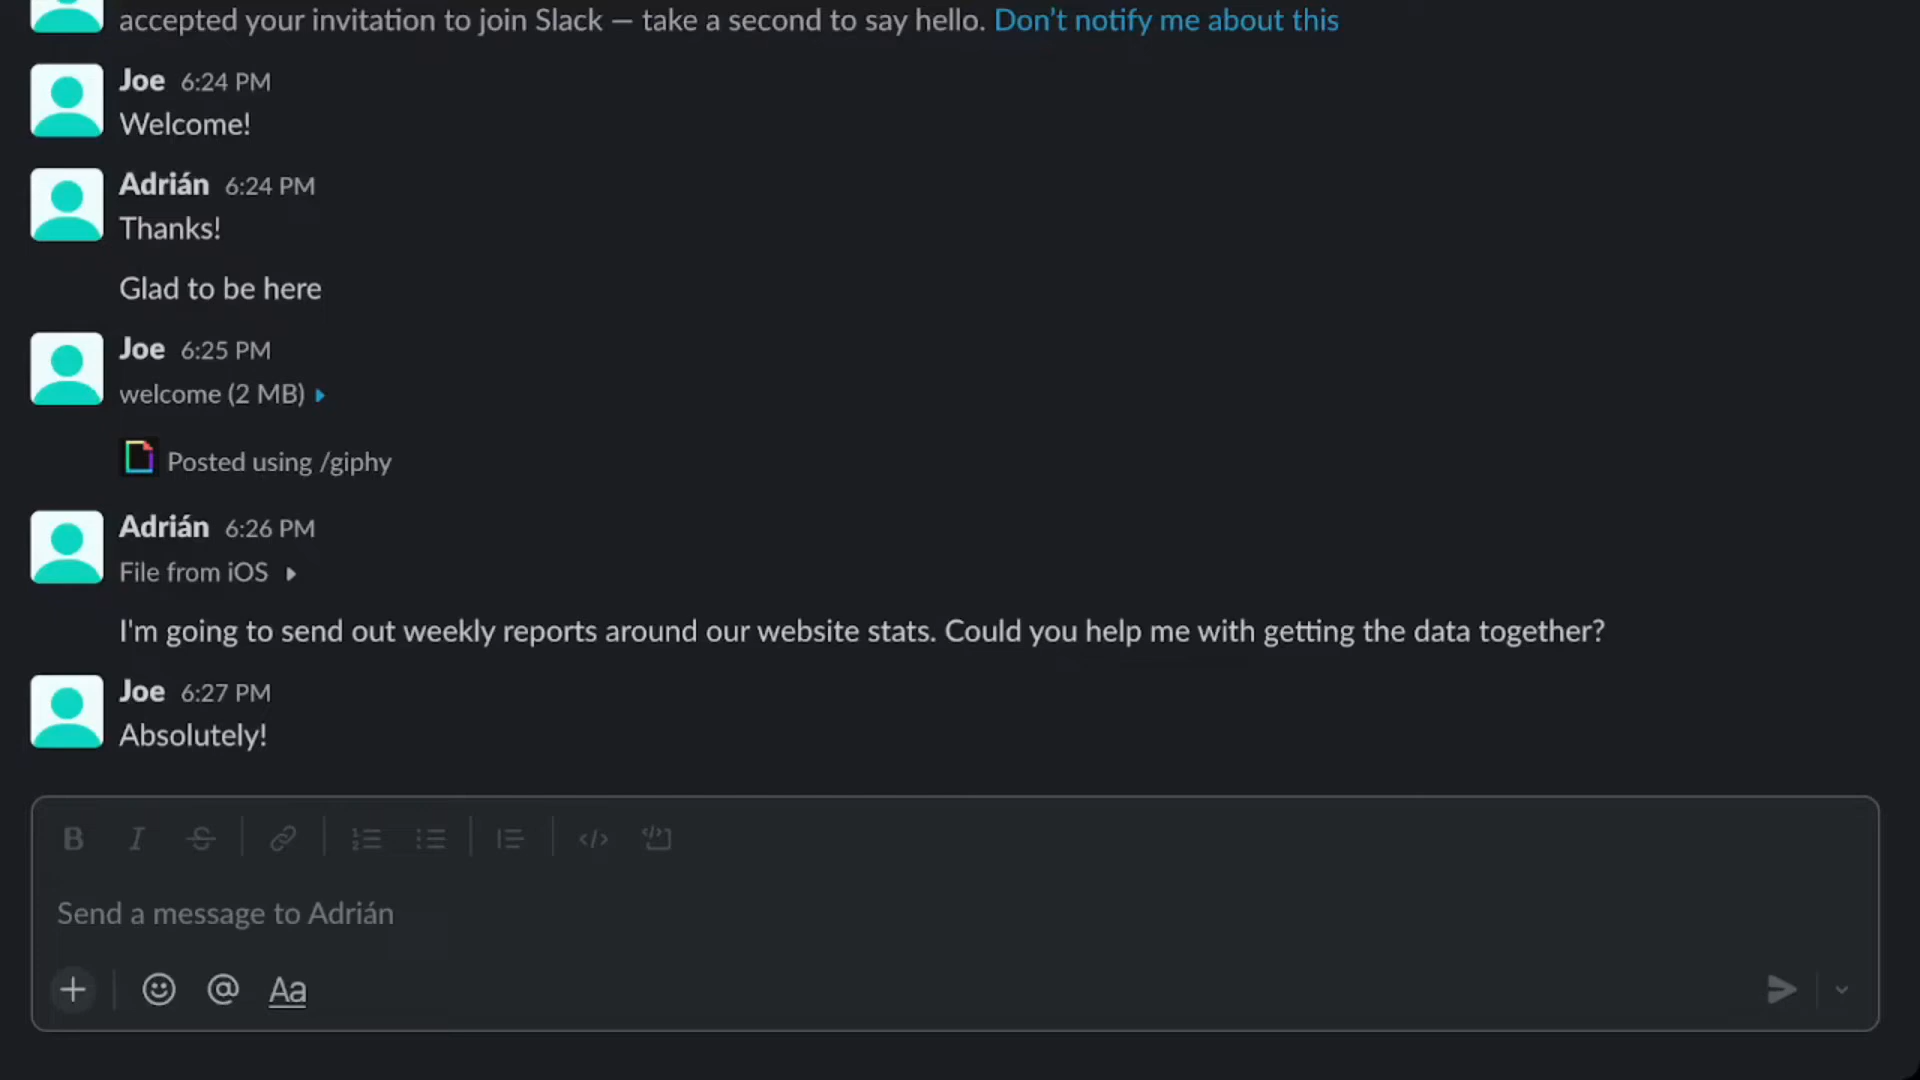 accepted your invitation to join Slack — take a second to say hello. Don’t notify me about this
Joe 6:24 PM
Welcome!
Adrián 6:24 PM
Thanks!
Glad to be here
Joe 6:25 PM
welcome (2 MB)
Posted using /giphy
Adrián 6:26 PM
File from iOS
I'm going to send out weekly reports around our website stats. Could you help me with getting the data together?
Joe 6:27 PM
Absolutely!
B I S
Send a message to Adrián
@ Aa